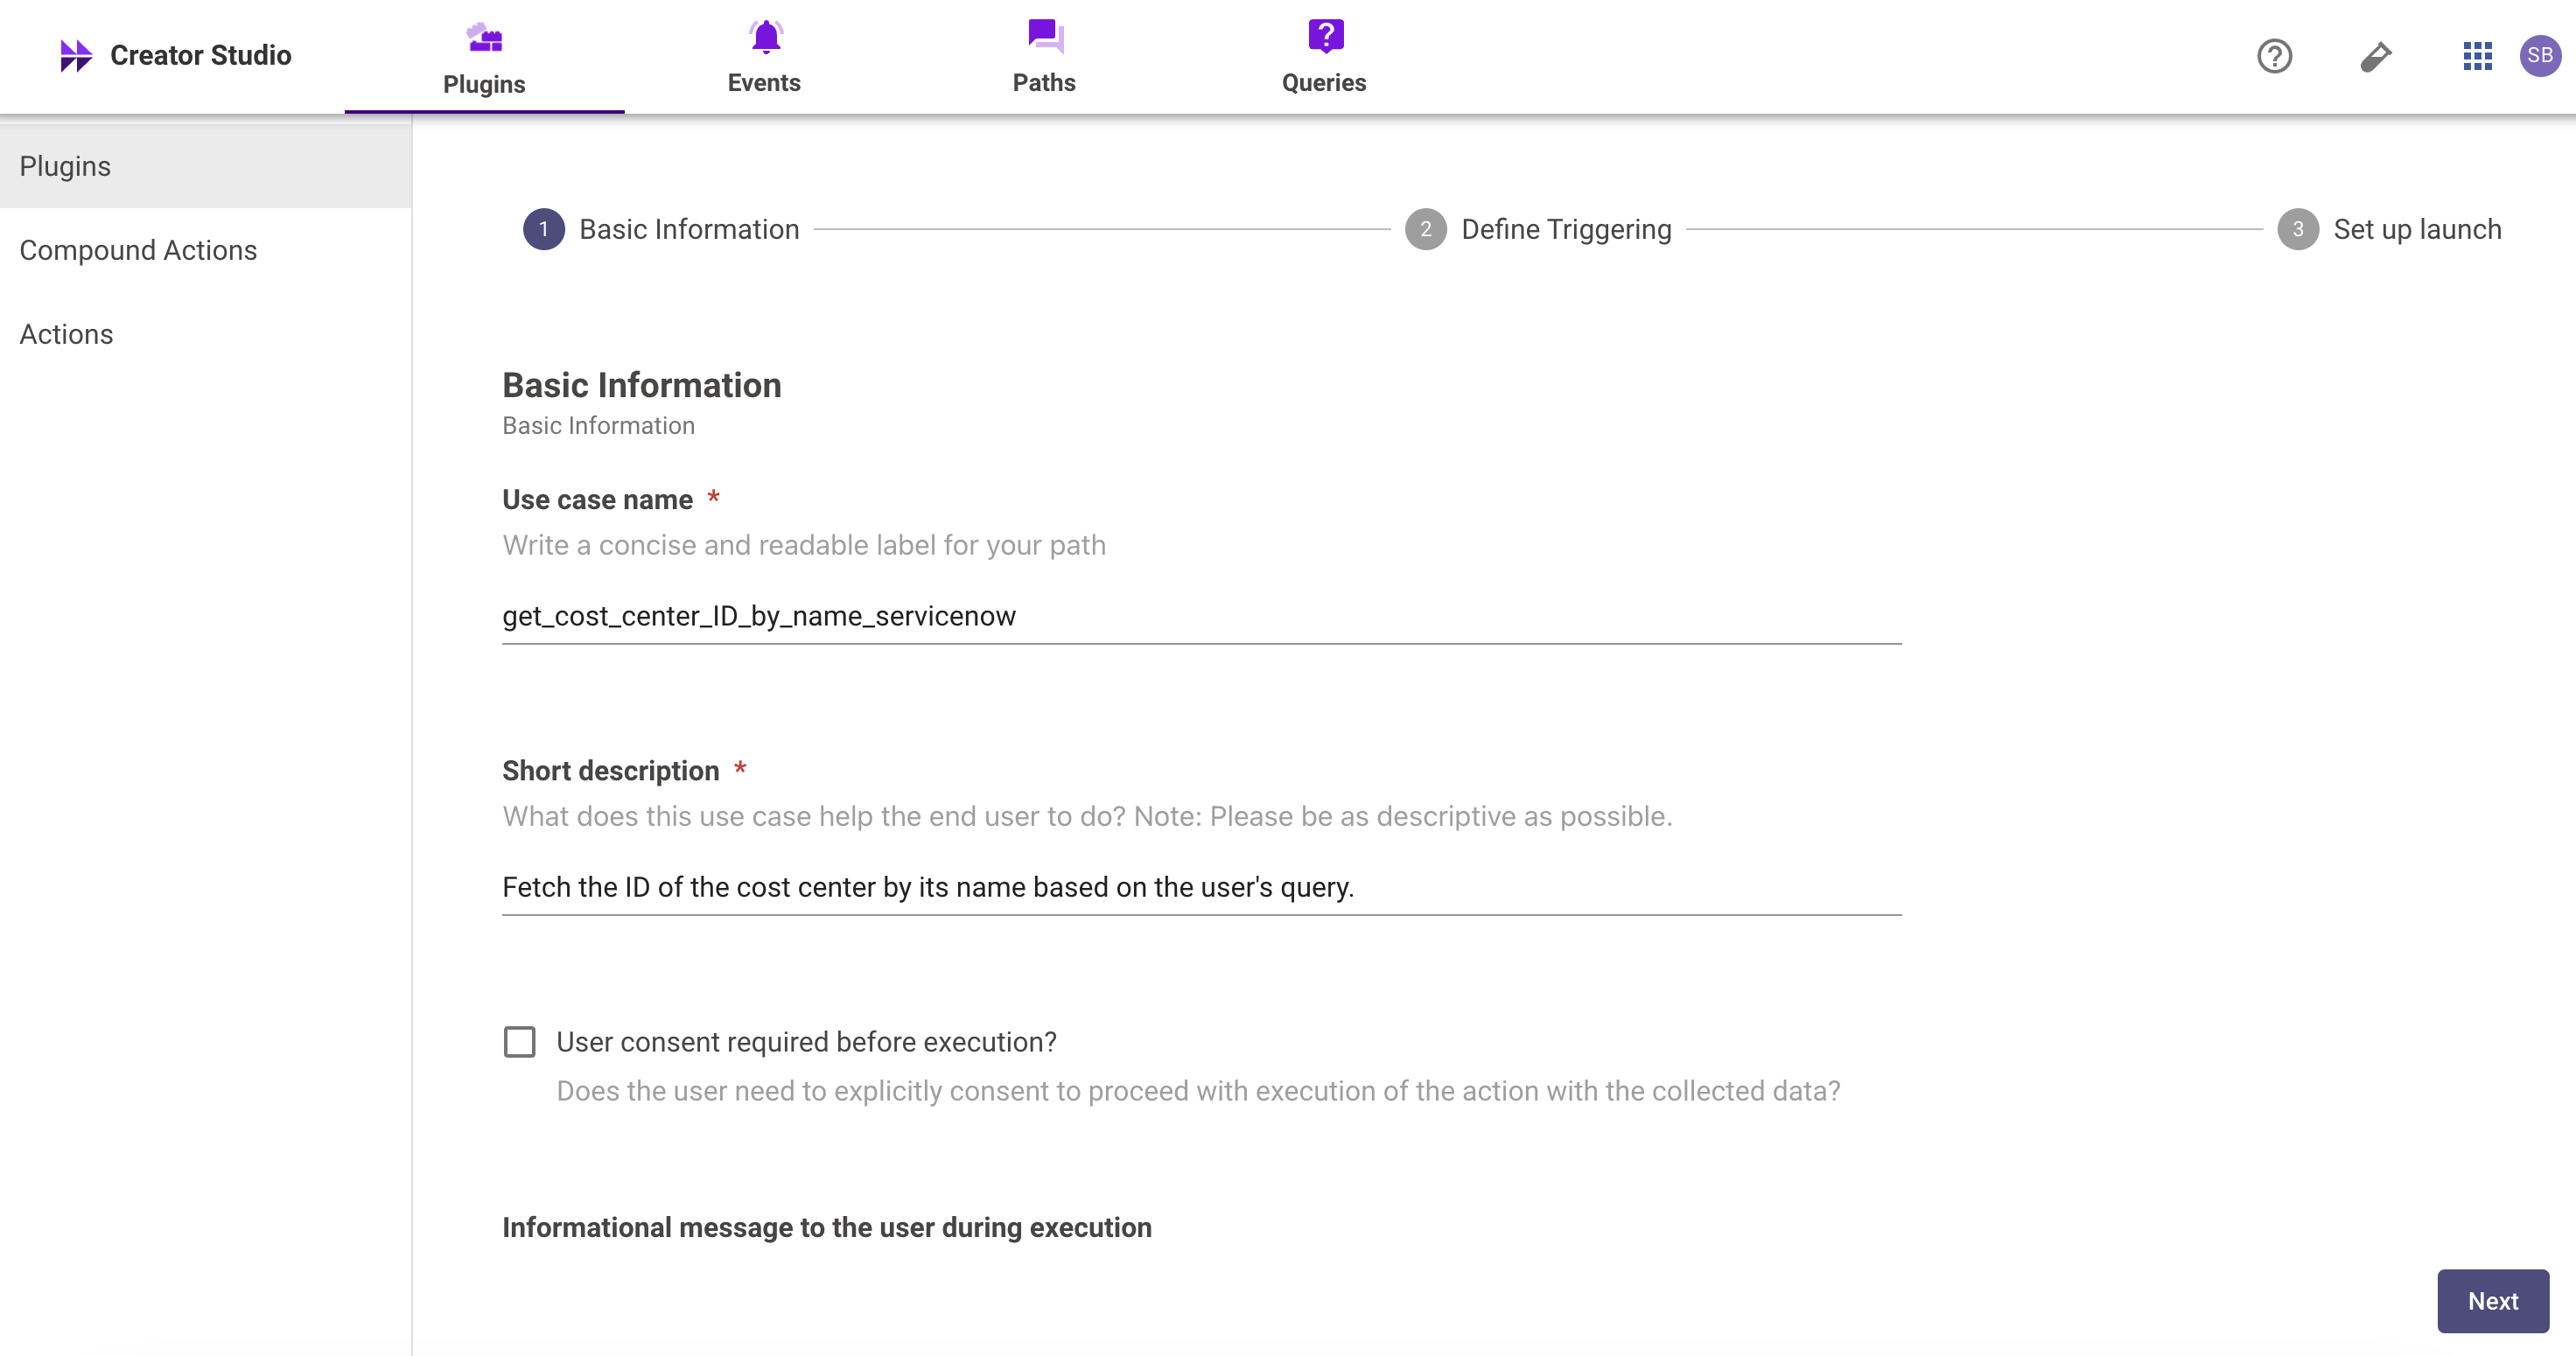 Creator Studio
Plugins
Events
Paths
Queries
?
SB
Plugins
Compound Actions
Actions
1 Basic Information
2 Define Triggering
3 Set up launch
Basic Information
Basic Information
Use case name *
Write a concise and readable label for your path
get_cost_center_ID_by_name_servicenow
Short description *
What does this use case help the end user to do? Note: Please be as descriptive as possible.
Fetch the ID of the cost center by its name based on the user's query.
User consent required before execution?
Does the user need to explicitly consent to proceed with execution of the action with the collected data?
Informational message to the user during execution
Next